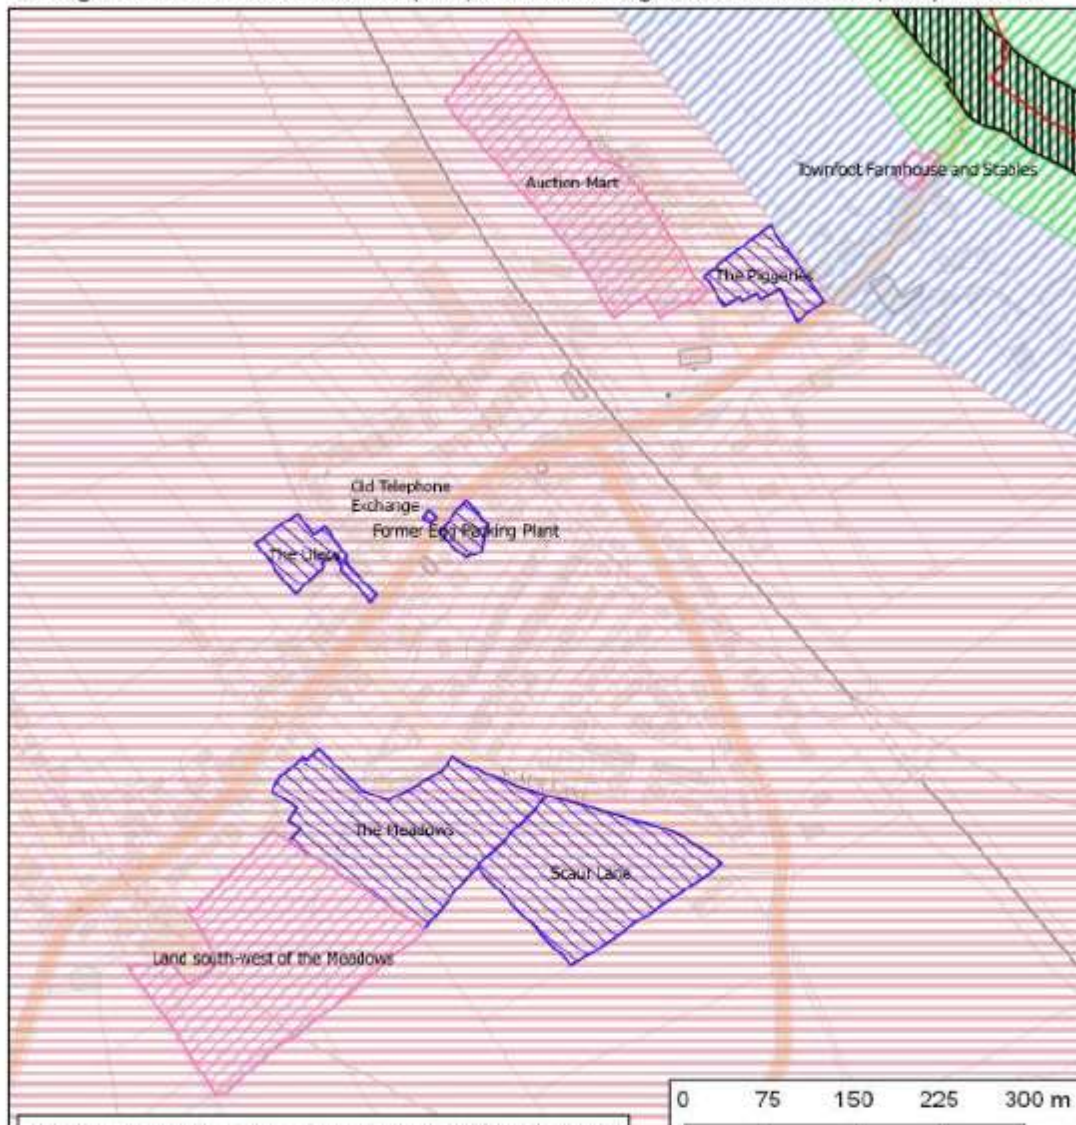 Auction Mart
Townfoot Farmhouse and Stables
The Piggeries
Old Telephone
Exchange
Former Egg Packing Plant
The
The Meadows
Scaur Lane
Land south-west of the Meadows
0 75 150 225 300 m